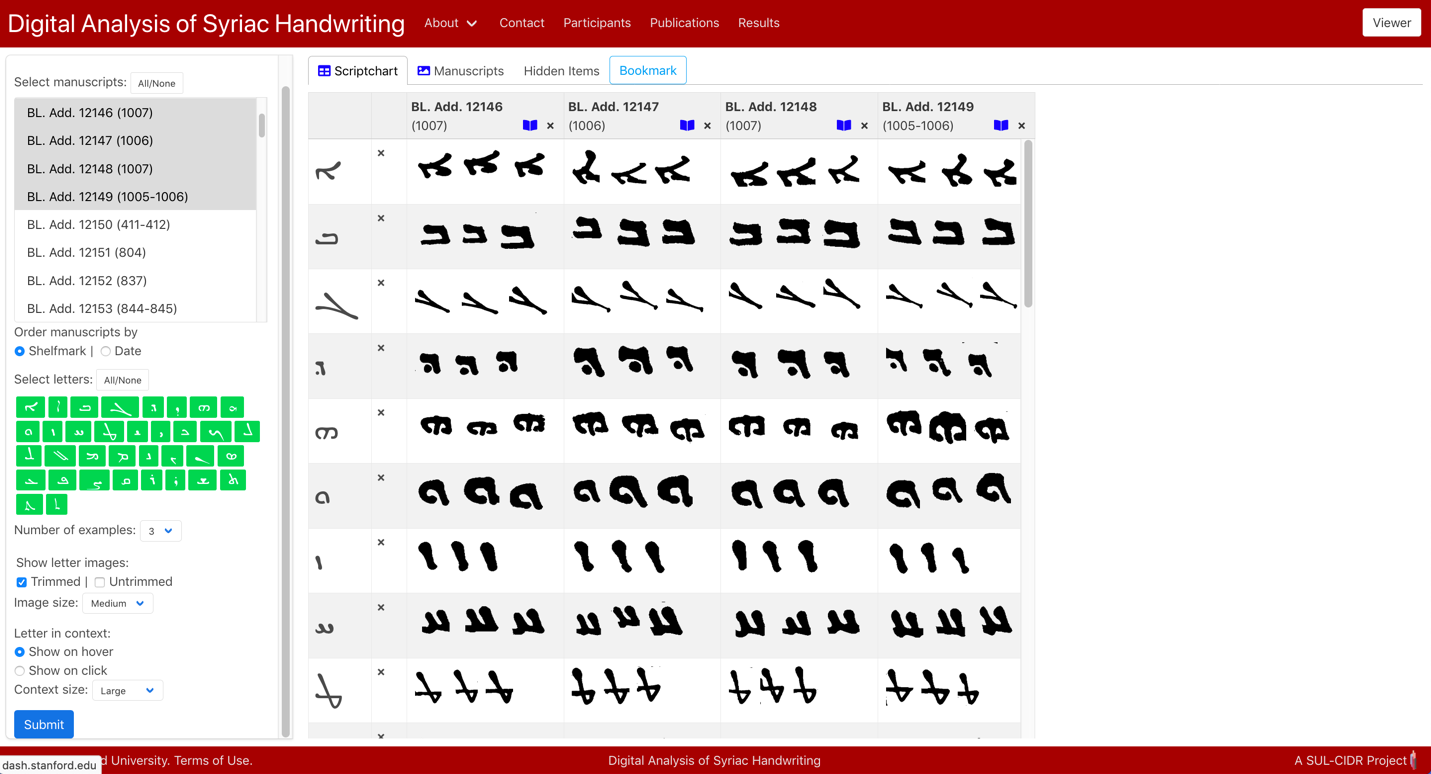 Digital Analysis of Syriac Handwriting About Contact Participants Publications Results Viewer
Select manuscripts: All/None
BL. Add. 12146 (1007)
BL. Add. 12147 (1006)
BL. Add. 12148 (1007)
BL. Add. 12149 (1005-1006)
BL. Add. 12150 (411-412)
BL. Add. 12151 (804)
BL. Add. 12152 (837)
BL. Add. 12153 (844-845)
Order manuscripts by
Shelfmark | Date
Select letters: All/None
Number of examples: 3
Show letter images:
Trimmed | Untrimmed
Image size: Medium
Letter in context:
Show on hover
Show on click
Context size: Large
Submit
Scriptchart Manuscripts Hidden Items Bookmark
BL. Add. 12146 BL. Add. 12147 BL. Add. 12148 BL. Add. 12149
(1007) × (1006) × (1007) × (1005-1006) ×
ܐ × ܐ ܐ ܐ ܐ ܐ ܐ ܐ ܐ ܐ ܐ ܐ ܐ
ܒ × ܒ ܒ ܒ ܒ ܒ ܒ ܒ ܒ ܒ ܒ ܒ ܒ
ܓ × ܓ ܓ ܓ ܓ ܓ ܓ ܓ ܓ ܓ ܓ ܓ ܓ
ܕ × ܕ ܕ ܕ ܕ ܕ ܕ ܕ ܕ ܕ ܕ ܕ ܕ
ܗ × ܗ ܗ ܗ ܗ ܗ ܗ ܗ ܗ ܗ ܗ ܗ ܗ
ܘ × ܘ ܘ ܘ ܘ ܘ ܘ ܘ ܘ ܘ ܘ ܘ ܘ
ܙ × ܙ ܙ ܙ ܙ ܙ ܙ ܙ ܙ ܙ ܙ ܙ ܙ
ܚ × ܚ ܚ ܚ ܚ ܚ ܚ ܚ ܚ ܚ ܚ ܚ ܚ
ܛ × ܛ ܛ ܛ ܛ ܛ ܛ ܛ ܛ ܛ ܛ ܛ ܛ
dash.stanford.edu d University. Terms of Use. Digital Analysis of Syriac Handwriting A SUL-CIDR Project